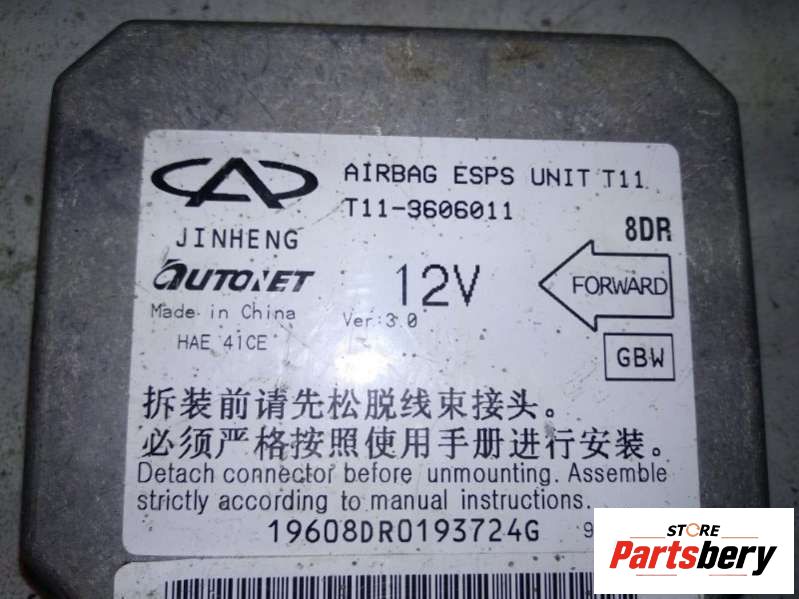 AIRBAG ESPS UNIT T11
T11-3606011
8DR
JINHENG
AUTONET
12V
FORWARD
Made in China
Ver:3.0
HAE 41CE
GBW
拆装前请先松脱线束接头。
必须严格按照使用手册进行安装。
Detach connector before unmounting. Assemble
strictly according to manual instructions.
19608DR0193724G
9
STORE
Partsbery